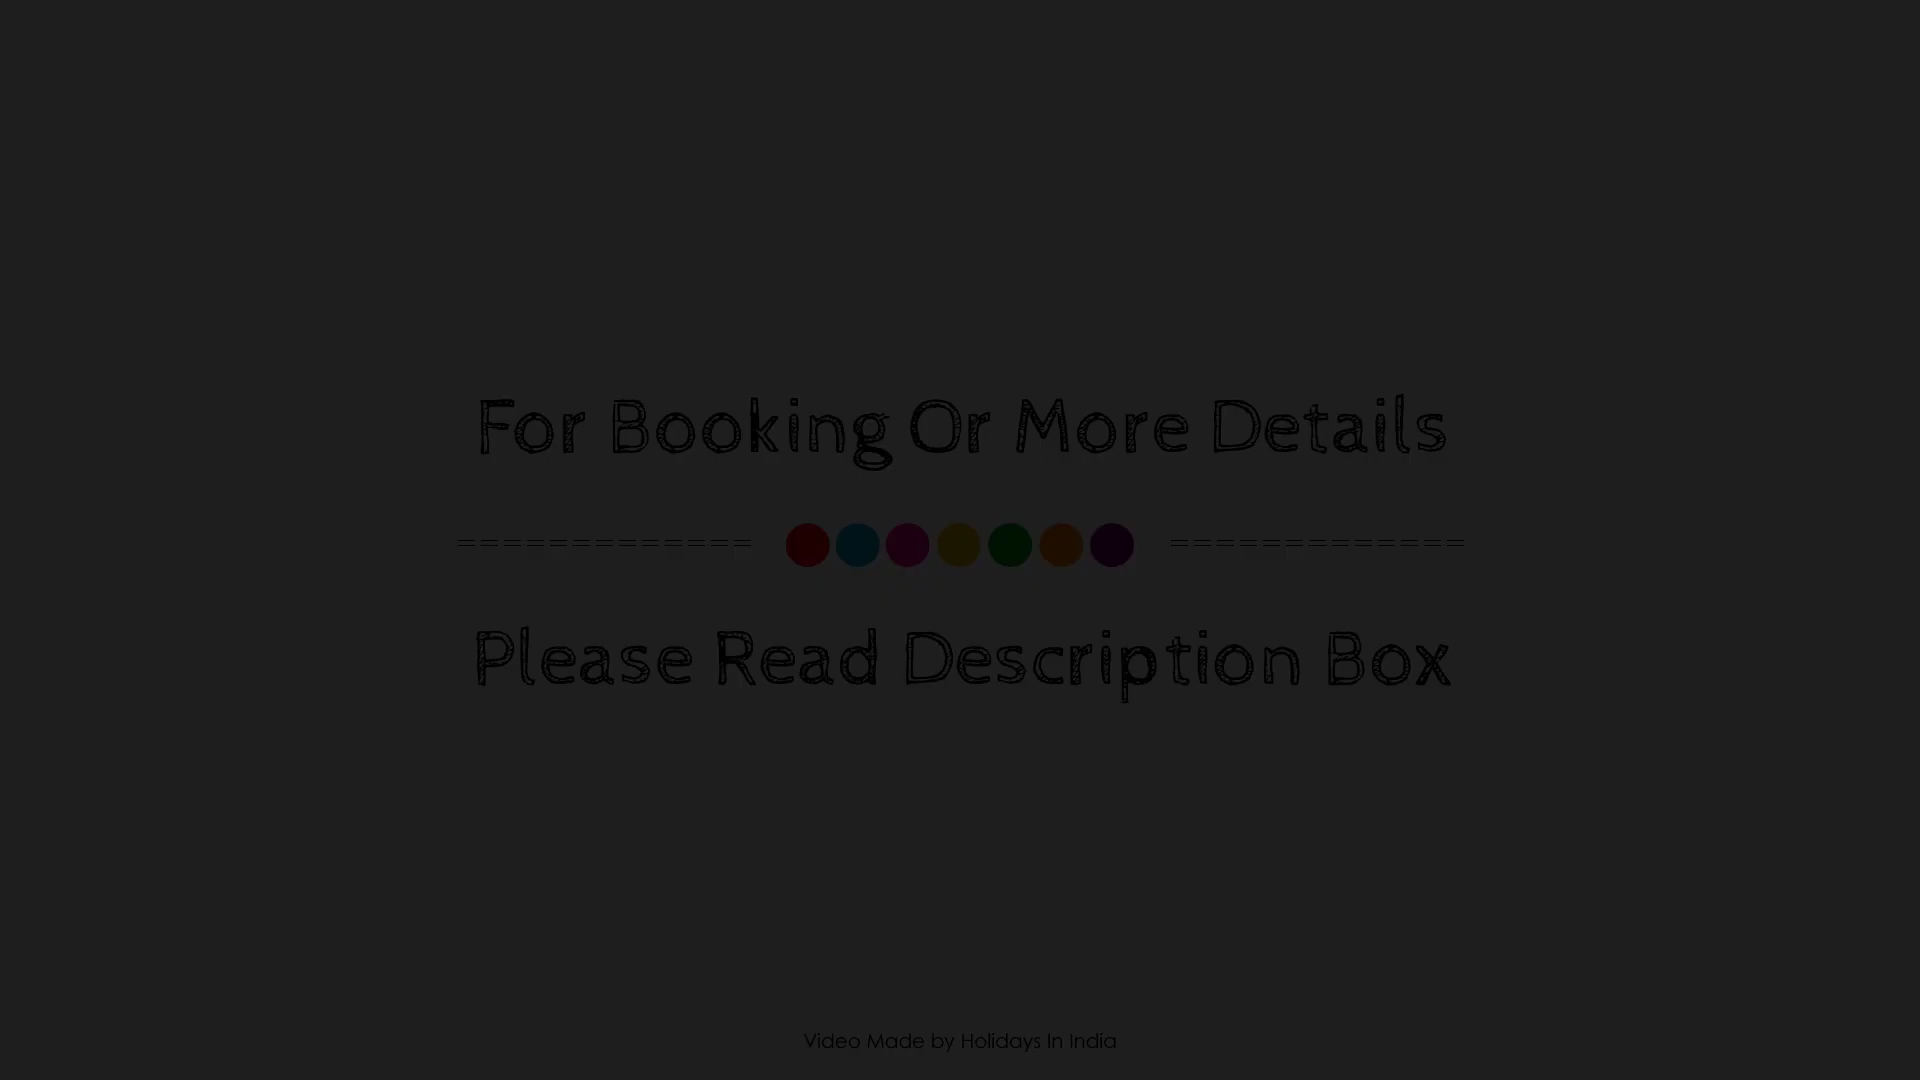 For Booking Or More Details
============= =============
Please Read Description Box
Video Made by Holidays In India